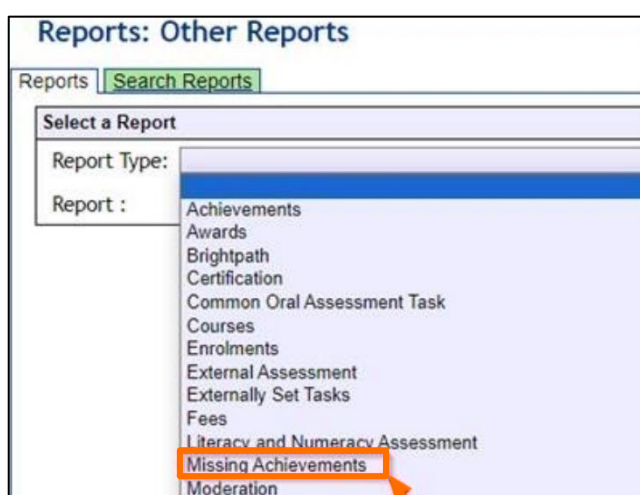 Reports: Other Reports
Reports Search Reports
Select a Report
Report Type:
Report :
Achievements
Awards
Brightpath
Certification
Common Oral Assessment Task
Courses
Enrolments
External Assessment
Externally Set Tasks
Fees
Literacy and Numeracy Assessment
Missing Achievements
Moderation